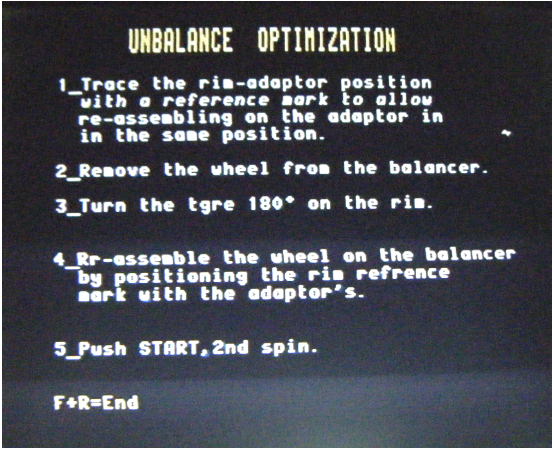 UNBALANCE OPTIMIZATION
1_Trace the rim-adaptor position
with a reference mark to allow
re-assembling on the adaptor in
in the same position.
2_Remove the wheel from the balancer.
3_Turn the tgre 180° on the rim.
4_Rr-assemble the wheel on the balancer
by positioning the rim refrence
mark with the adaptor's.
5_Push START,2nd spin.
F+R=End